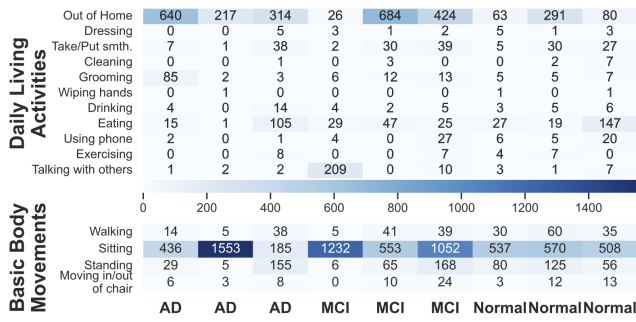 Daily Living Activities
Out of Home 640 217 314 26 684 424 63 291 80
Dressing 0 0 5 3 1 2 5 1 3
Take/Put smth. 7 1 38 2 30 39 5 30 27
Cleaning 0 0 1 0 3 0 0 2 7
Grooming 85 2 3 6 12 13 5 5 7
Wiping hands 0 1 0 0 0 0 1 0 1
Drinking 4 0 14 4 2 5 3 5 6
Eating 15 1 105 29 47 25 27 19 147
Using phone 2 0 1 4 0 27 6 5 20
Exercising 0 0 8 0 0 7 4 7 0
Talking with others 1 2 2 209 0 10 3 1 7
0 200 400 600 800 1000 1200 1400
Basic Body Movements
Walking 14 5 38 5 41 39 30 60 35
Sitting 436 1553 185 1232 553 1052 537 570 508
Standing 29 5 155 6 65 168 80 125 56
Moving in/out of chair 6 3 8 0 10 24 3 12 13
AD AD AD MCI MCI MCI Normal Normal Normal